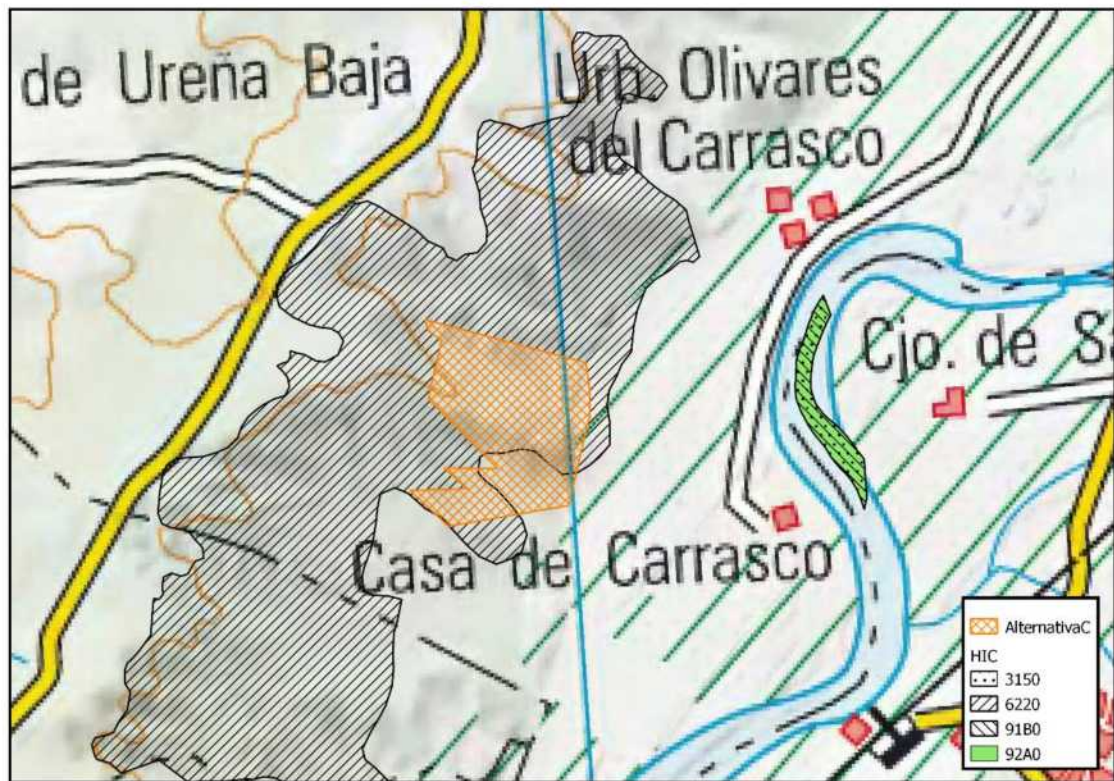 de Ureña Baja
Urb Olivares
del Carrasco
Cjo. de S
Casa de Carrasco
AlternativaC
HIC
3150
6220
91B0
92A0